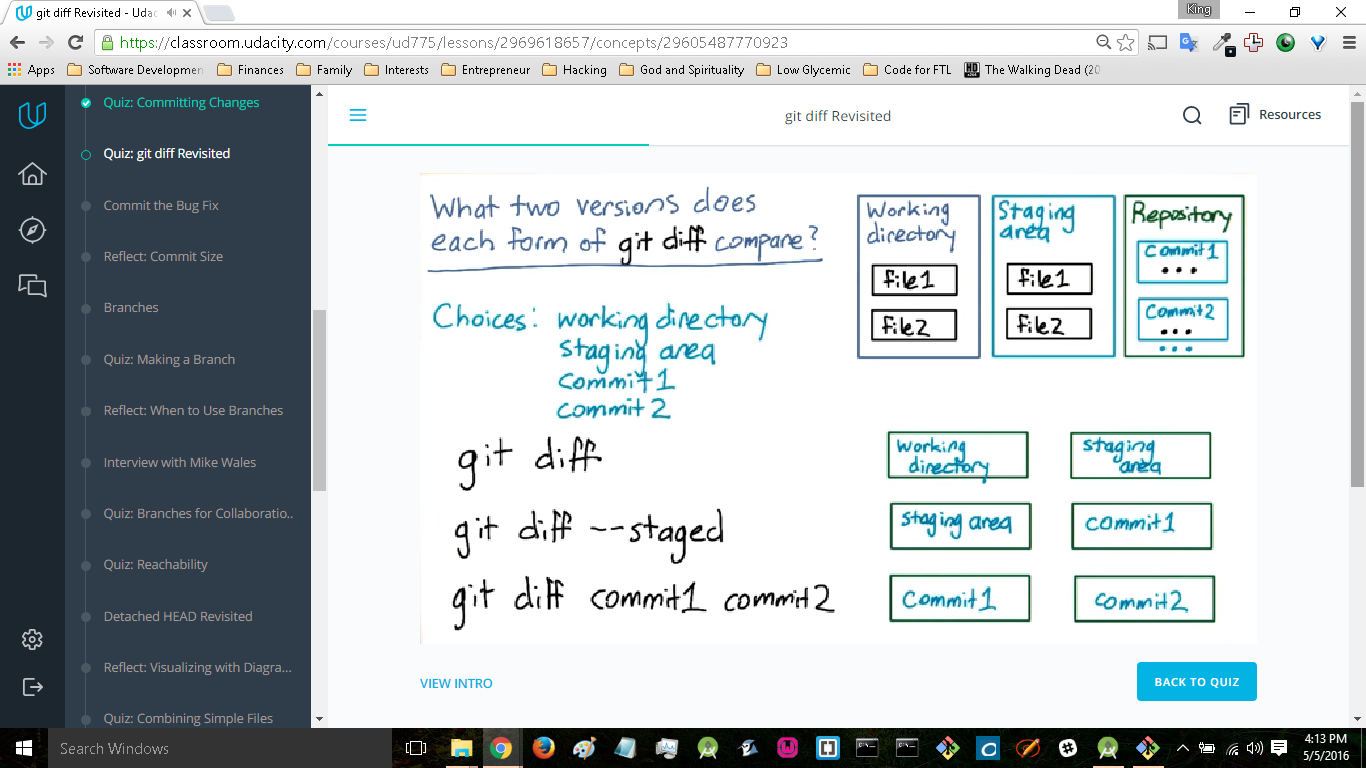 git diff Revisited - Udac
King
https://classroom.udacity.com/courses/ud775/lessons/2969618657/concepts/29605487770923
Apps Software Developmen Finances Family Interests Entrepreneur Hacking God and Spirituality Low Glycemic Code for FTL The Walking Dead (20
Quiz: Committing Changes
Quiz: git diff Revisited
Commit the Bug Fix
Reflect: Commit Size
Branches
Quiz: Making a Branch
Reflect: When to Use Branches
Interview with Mike Wales
Quiz: Branches for Collaboratio..
Quiz: Reachability
Detached HEAD Revisited
Reflect: Visualizing with Diagra...
Quiz: Combining Simple Files
git diff Revisited
Resources
What two versions does
each form of git diff compare?
Choices: working directory
staging area
commit1
commit2
Working
directory
file1
file2
Staging
area
file1
file2
Repository
commit1
...
commit2
...
...
git diff
working
directory
staging
area
git diff --staged
staging area
commit1
git diff commit1 commit2
commit1
commit2
VIEW INTRO
BACK TO QUIZ
Search Windows
4:13 PM
5/5/2016